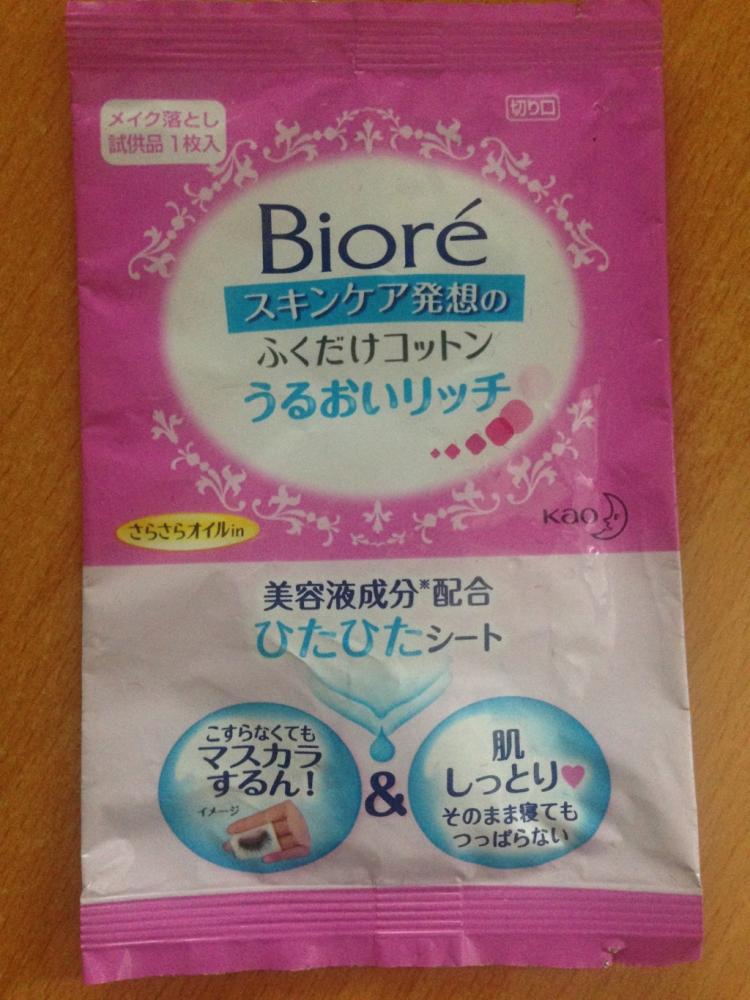 メイク落とし
試供品 1枚入
切り口
Bioré
スキンケア発想の
ふくだけコットン
うるおいリッチ
さらさらオイルin
Kao
美容液成分※配合
ひたひたシート
こすらなくても
マスカラ
するん!
イメージ
&
肌
しっとり♥
そのまま寝ても
つっぱらない